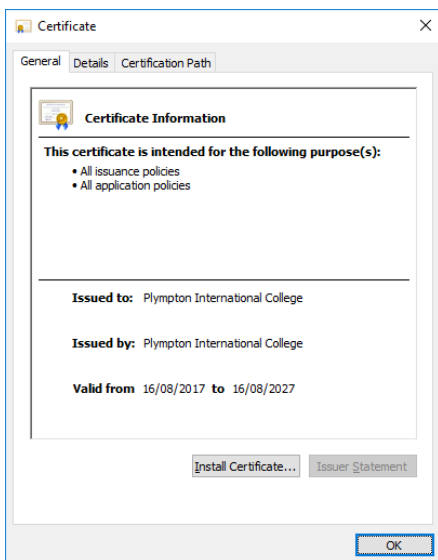 Certificate
General Details Certification Path
Certificate Information
This certificate is intended for the following purpose(s):
• All issuance policies
• All application policies
Issued to: Plympton International College
Issued by: Plympton International College
Valid from 16/08/2017 to 16/08/2027
Install Certificate... Issuer Statement
OK